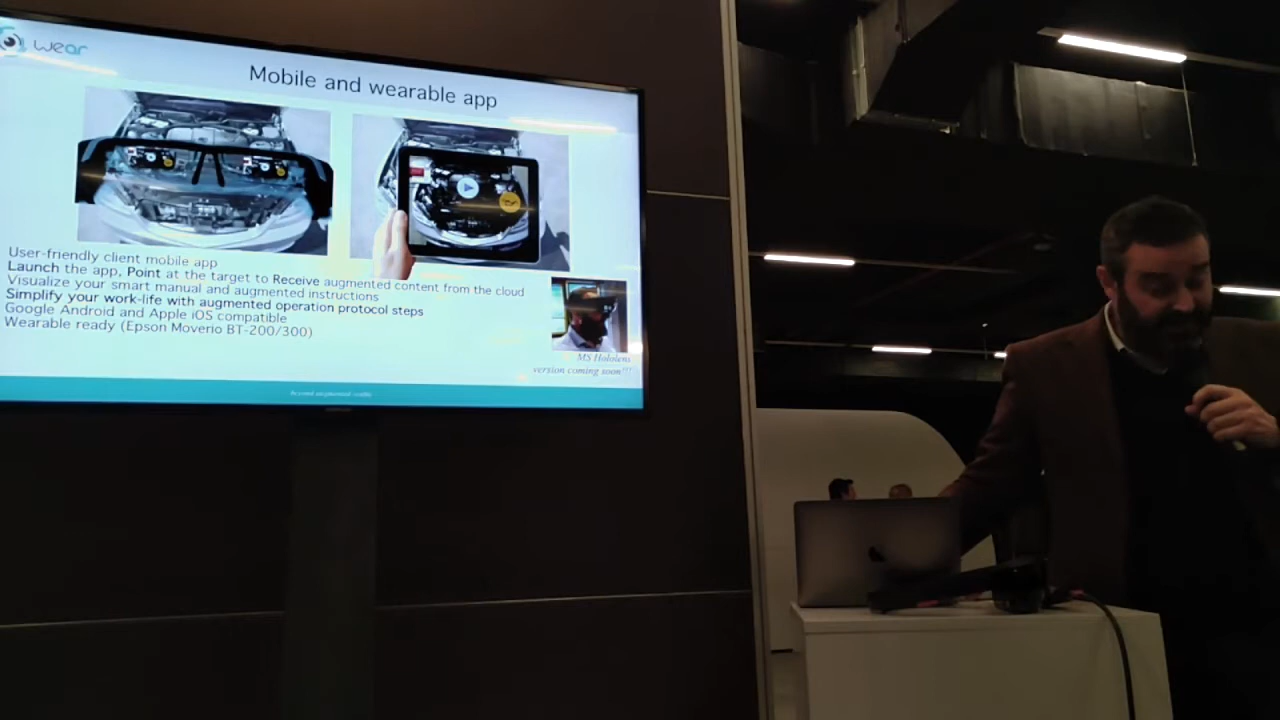 wear
Mobile and wearable app
User-friendly client mobile app
Launch the app, Point at the target to Receive augmented content from the cloud
Visualize your smart manual and augmented instructions
Simplify your work-life with augmented operation protocol steps
Google Android and Apple iOS compatible
Wearable ready (Epson Moverio BT-200/300)
MS Hololens
version coming soon!!!
Beyond augmented reality